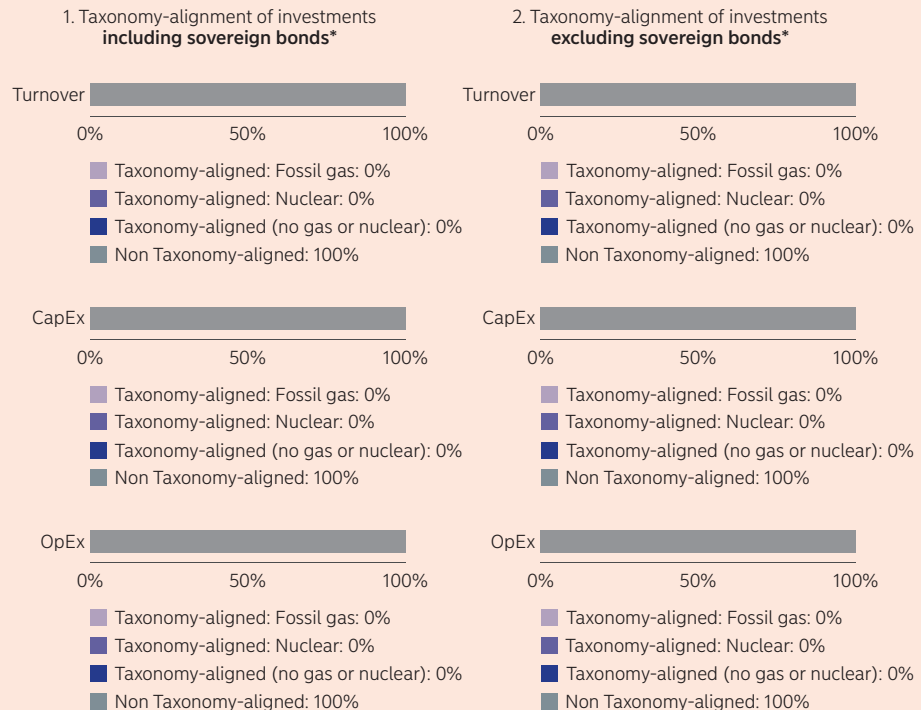 1. Taxonomy-alignment of investments
including sovereign bonds*
Turnover
0% 50% 100%
Taxonomy-aligned: Fossil gas: 0%
Taxonomy-aligned: Nuclear: 0%
Taxonomy-aligned (no gas or nuclear): 0%
Non Taxonomy-aligned: 100%
CapEx
0% 50% 100%
Taxonomy-aligned: Fossil gas: 0%
Taxonomy-aligned: Nuclear: 0%
Taxonomy-aligned (no gas or nuclear): 0%
Non Taxonomy-aligned: 100%
OpEx
0% 50% 100%
Taxonomy-aligned: Fossil gas: 0%
Taxonomy-aligned: Nuclear: 0%
Taxonomy-aligned (no gas or nuclear): 0%
Non Taxonomy-aligned: 100%
2. Taxonomy-alignment of investments
excluding sovereign bonds*
Turnover
0% 50% 100%
Taxonomy-aligned: Fossil gas: 0%
Taxonomy-aligned: Nuclear: 0%
Taxonomy-aligned (no gas or nuclear): 0%
Non Taxonomy-aligned: 100%
CapEx
0% 50% 100%
Taxonomy-aligned: Fossil gas: 0%
Taxonomy-aligned: Nuclear: 0%
Taxonomy-aligned (no gas or nuclear): 0%
Non Taxonomy-aligned: 100%
OpEx
0% 50% 100%
Taxonomy-aligned: Fossil gas: 0%
Taxonomy-aligned: Nuclear: 0%
Taxonomy-aligned (no gas or nuclear): 0%
Non Taxonomy-aligned: 100%